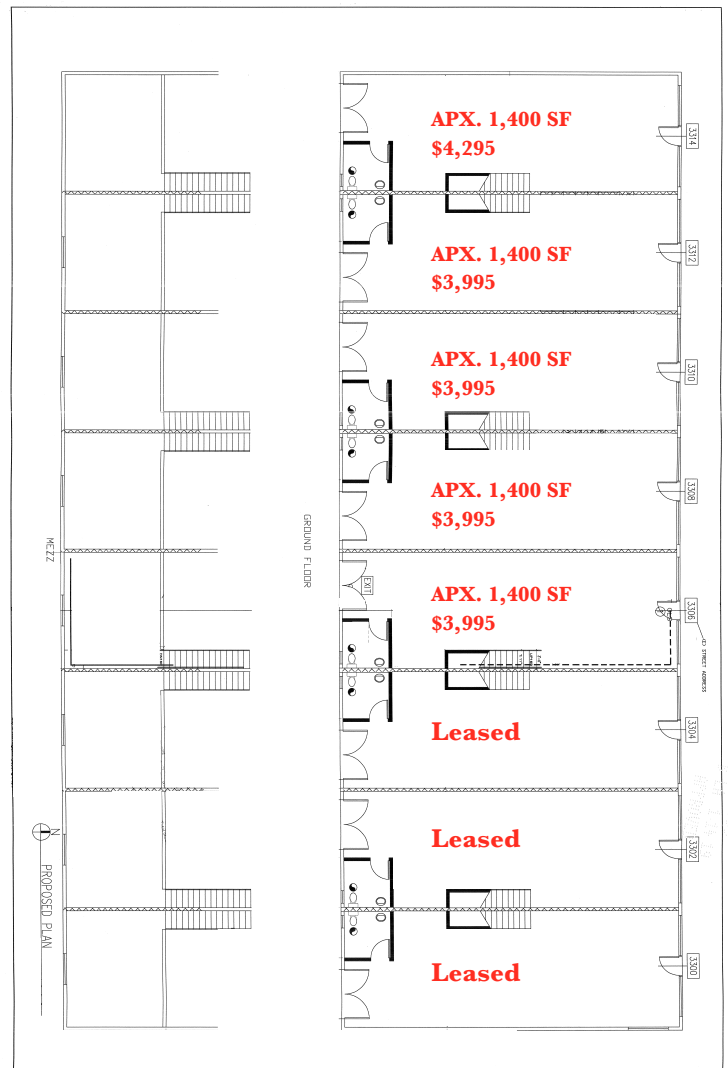 APX. 1,400 SF
$4,295
3314
APX. 1,400 SF
$3,995
3312
APX. 1,400 SF
$3,995
3310
APX. 1,400 SF
$3,995
3308
GROUND FLOOR
MEZZ
EXIT
APX. 1,400 SF
$3,995
3306
(E) STREET ADDRESS
Leased
3304
Leased
3302
Leased
3300
N
PROPOSED PLAN